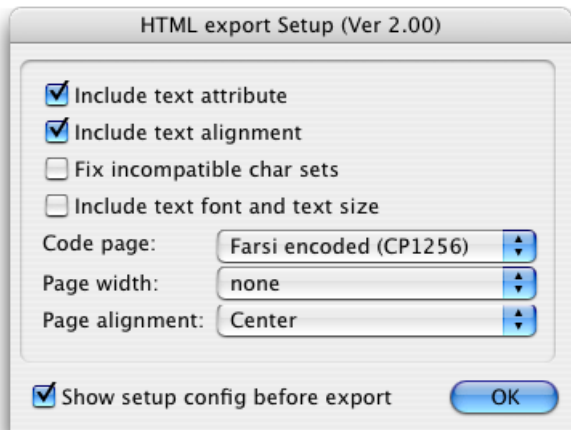 HTML export Setup (Ver 2.00)
Include text attribute
Include text alignment
Fix incompatible char sets
Include text font and text size
Code page: Farsi encoded (CP1256)
Page width: none
Page alignment: Center
Show setup config before export OK